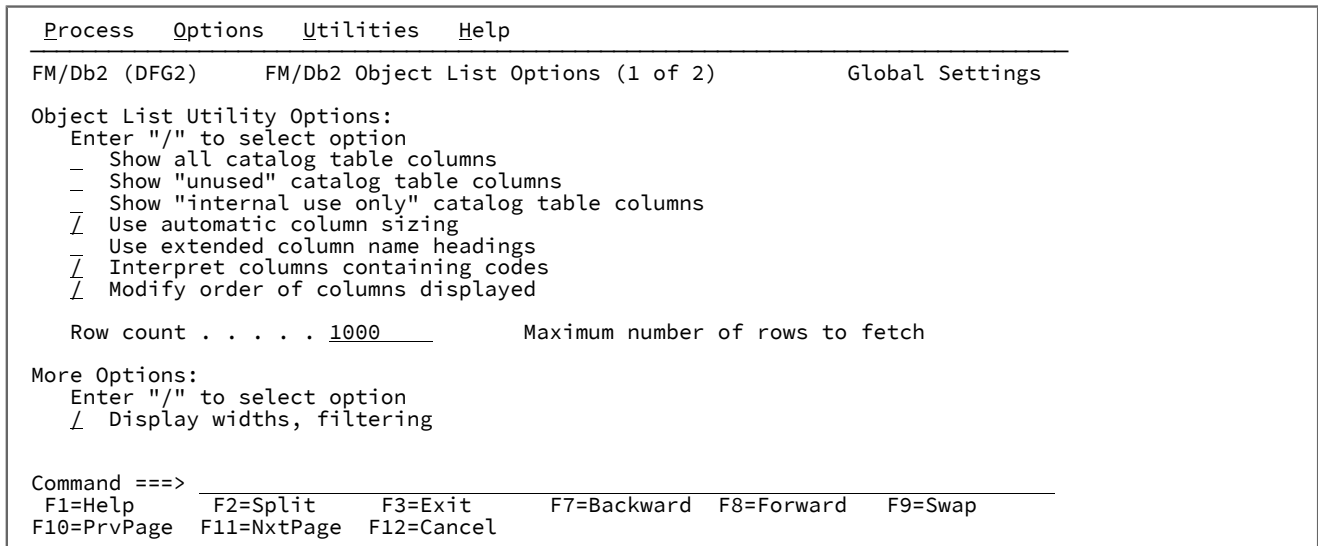 Process   Options   Utilities   Help
FM/Db2 (DFG2)     FM/Db2 Object List Options (1 of 2)          Global Settings
Object List Utility Options:
   Enter "/" to select option
   _  Show all catalog table columns
   _  Show "unused" catalog table columns
   _  Show "internal use only" catalog table columns
   /  Use automatic column sizing
   _  Use extended column name headings
   /  Interpret columns containing codes
   /  Modify order of columns displayed
   Row count . . . . . 1000       Maximum number of rows to fetch
More Options:
   Enter "/" to select option
   /  Display widths, filtering
Command ===>
 F1=Help      F2=Split     F3=Exit      F7=Backward  F8=Forward   F9=Swap
F10=PrvPage  F11=NxtPage  F12=Cancel